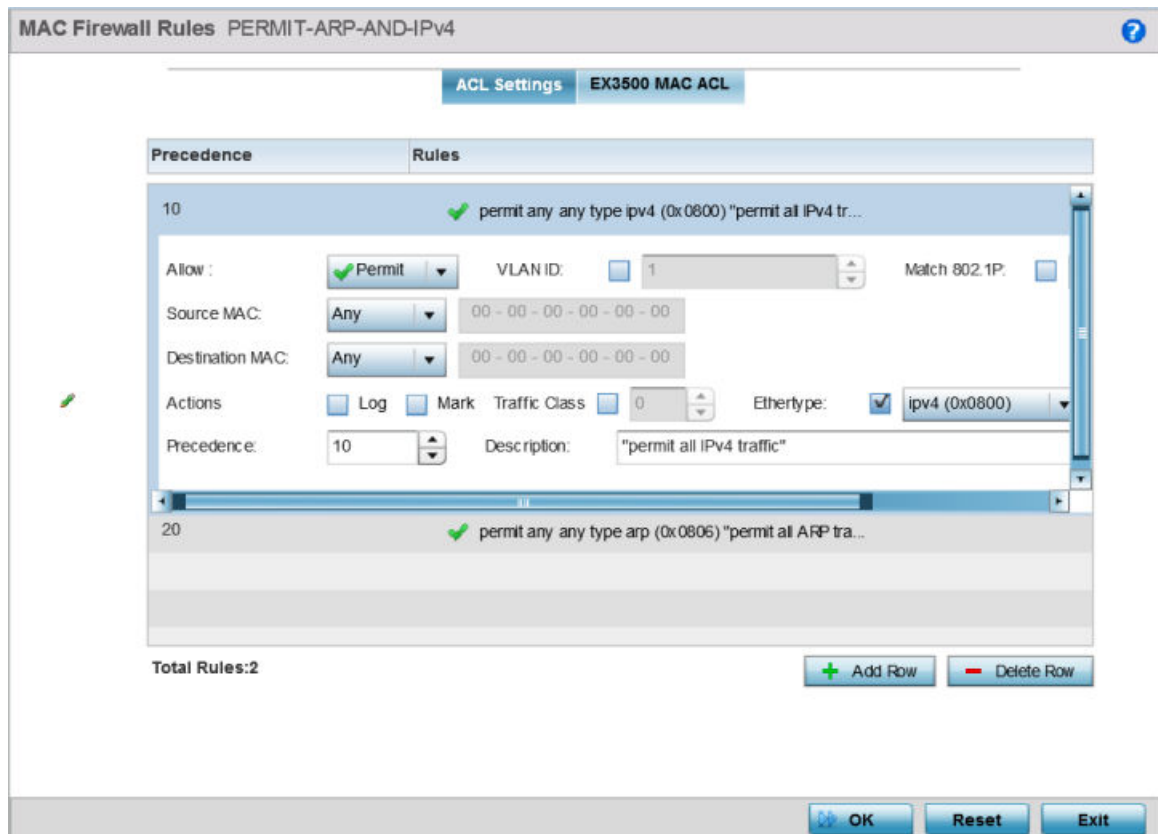 MAC Firewall Rules PERMIT-ARP-AND-IPv4
?
ACL Settings EX3500 MAC ACL
Precedence Rules
10 permit any any type ipv4 (0x0800) "permit all IPv4 tr...
Allow : Permit VLAN ID: 1 Match 802.1P:
Source MAC: Any 00 - 00 - 00 - 00 - 00 - 00
Destination MAC: Any 00 - 00 - 00 - 00 - 00 - 00
Actions Log Mark Traffic Class 0 Ethertype: ipv4 (0x0800)
Precedence: 10 Description: "permit all IPv4 traffic"
20 permit any any type arp (0x0806) "permit all ARP tra...
Total Rules:2 Add Row Delete Row
OK Reset Exit